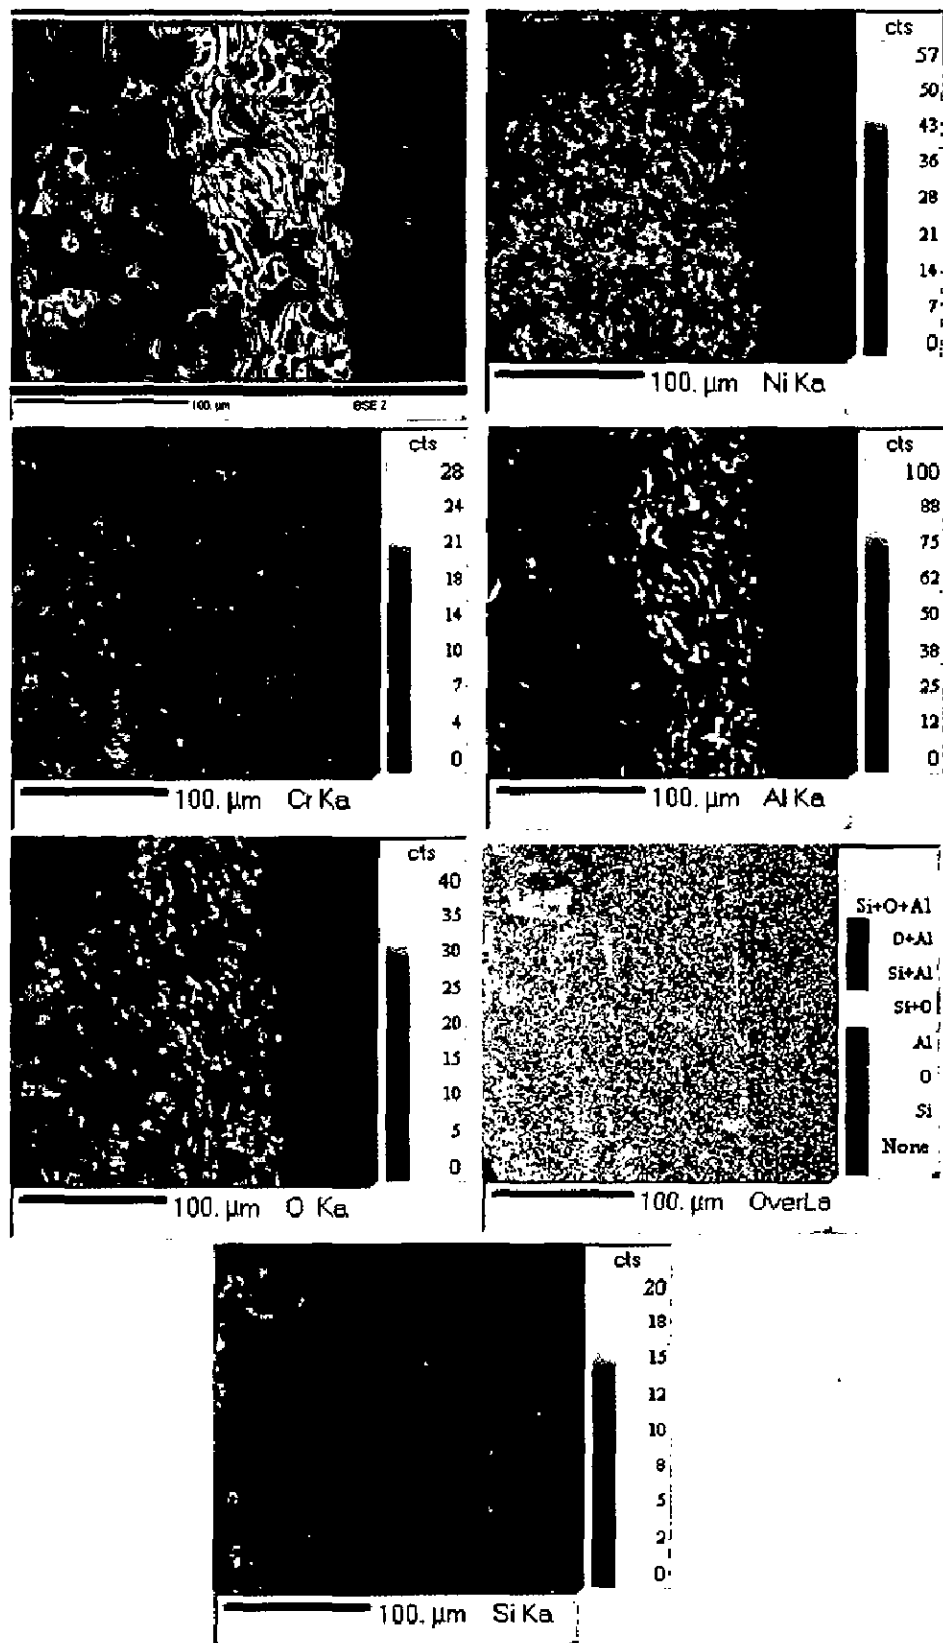 100. µm BSE 2
cts
57
50
43
36
28
21
14
7
0
100. µm Ni Ka
cts
28
24
21
18
14
10
7
4
0
100. µm Cr Ka
cts
100
88
75
62
50
38
25
12
0
100. µm Al Ka
cts
40
35
30
25
20
15
10
5
0
100. µm O Ka
Si+O+Al
O+Al
Si+Al
Si+O
Al
O
Si
None
100. µm OverLa
cts
20
18
15
12
10
8
5
2
0
100. µm Si Ka